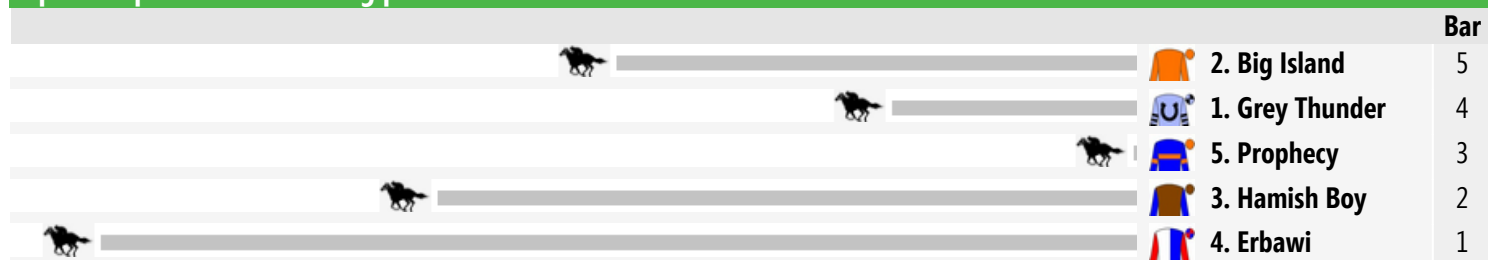 Bar
2. Big Island 5
1. Grey Thunder 4
5. Prophecy 3
3. Hamish Boy 2
4. Erbawi 1